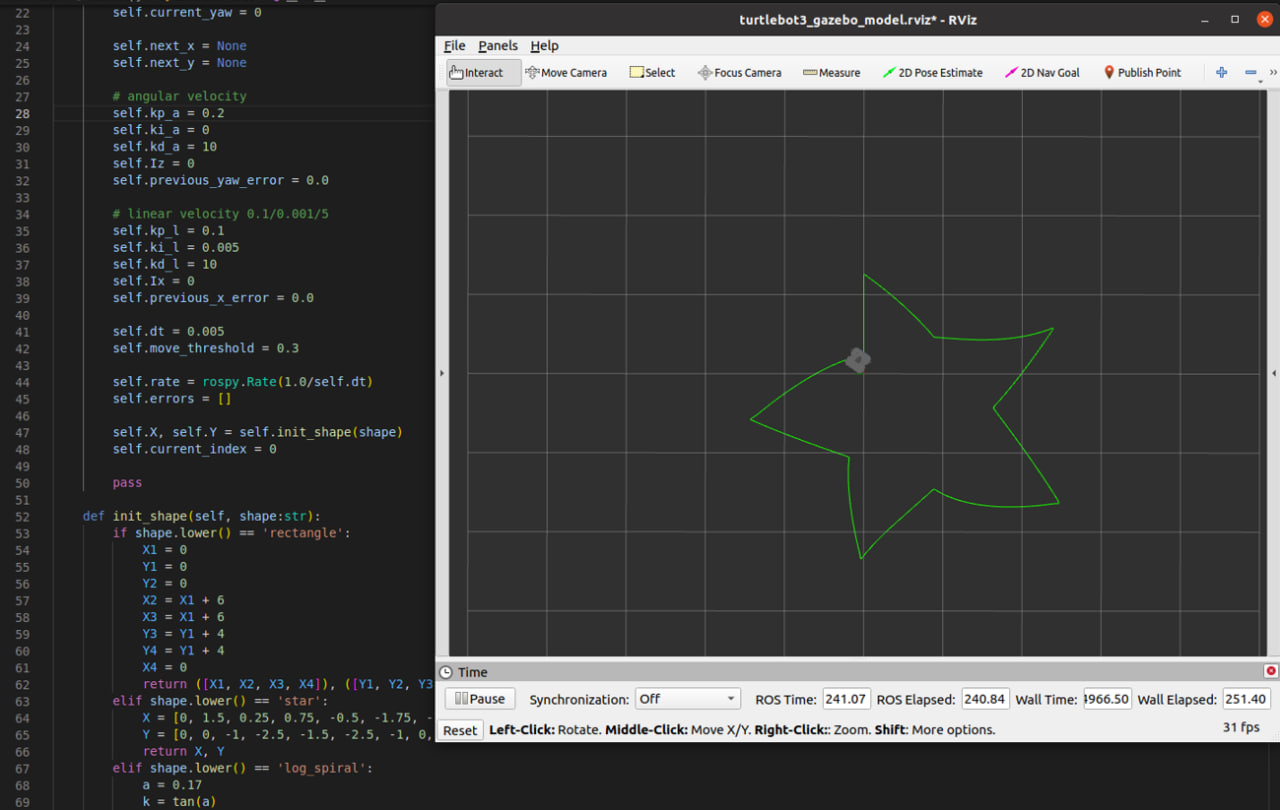 22 self.current_yaw = 0
23
24 self.next_x = None
25 self.next_y = None
26
27 # angular velocity
28 self.kp_a = 0.2
29 self.ki_a = 0
30 self.kd_a = 10
31 self.Iz = 0
32 self.previous_yaw_error = 0.0
33
34 # linear velocity 0.1/0.001/5
35 self.kp_l = 0.1
36 self.ki_l = 0.005
37 self.kd_l = 10
38 self.Ix = 0
39 self.previous_x_error = 0.0
40
41 self.dt = 0.005
42 self.move_threshold = 0.3
43
44 self.rate = rospy.Rate(1.0/self.dt)
45 self.errors = []
46
47 self.X, self.Y = self.init_shape(shape)
48 self.current_index = 0
49
50 pass
51
52 def init_shape(self, shape:str):
53 if shape.lower() == 'rectangle':
54 X1 = 0
55 Y1 = 0
56 Y2 = 0
57 X2 = X1 + 6
58 X3 = X1 + 6
59 Y3 = Y1 + 4
60 Y4 = Y1 + 4
61 X4 = 0
62 return ([X1, X2, X3, X4]), ([Y1, Y2, Y3
63 elif shape.lower() == 'star':
64 X = [0, 1.5, 0.25, 0.75, -0.5, -1.75, -
65 Y = [0, 0, -1, -2.5, -1.5, -2.5, -1, 0,
66 return X, Y
67 elif shape.lower() == 'log_spiral':
68 a = 0.17
69 k = tan(a)
turtlebot3_gazebo_model.rviz* - RViz
File Panels Help
Interact Move Camera Select Focus Camera Measure 2D Pose Estimate 2D Nav Goal Publish Point
Time
Pause Synchronization: Off ROS Time: 241.07 ROS Elapsed: 240.84 Wall Time: 4966.50 Wall Elapsed: 251.40
Reset Left-Click: Rotate. Middle-Click: Move X/Y. Right-Click:: Zoom. Shift: More options. 31 fps